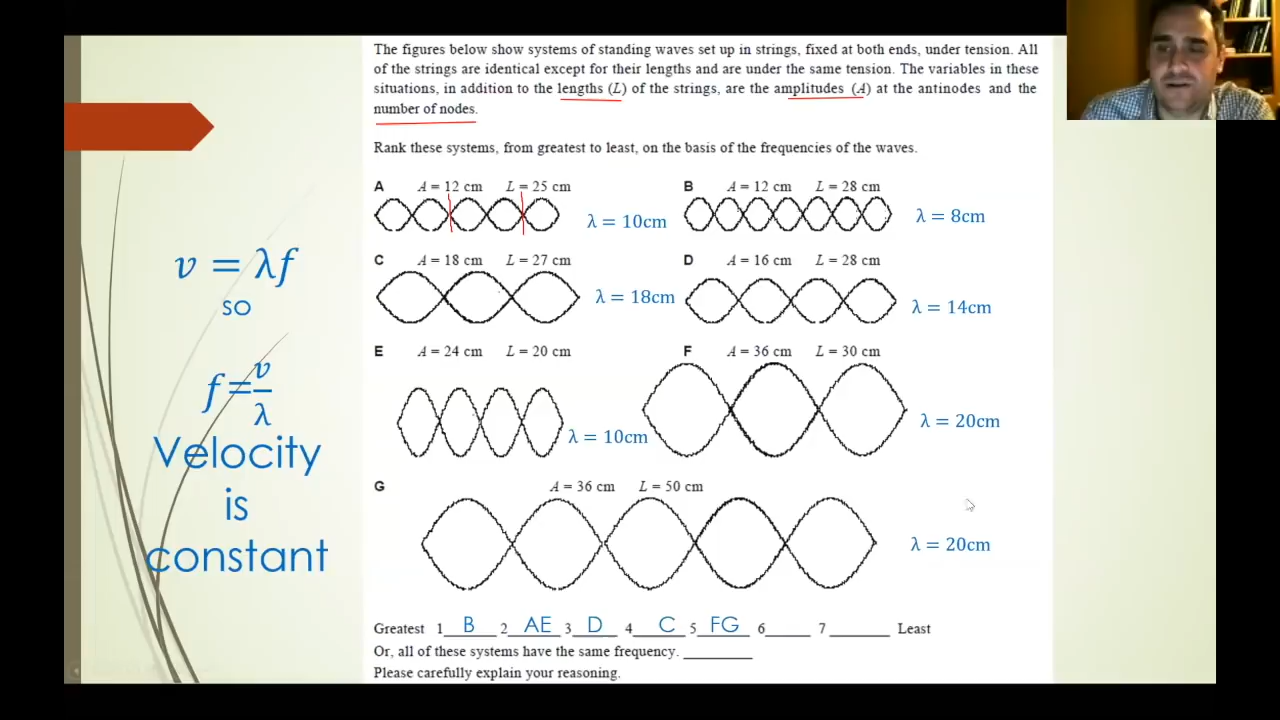 The figures below show systems of standing waves set up in strings, fixed at both ends, under tension. All
of the strings are identical except for their lengths and are under the same tension. The variables in these
situations, in addition to the lengths (L) of the strings, are the amplitudes (A) at the antinodes and the
number of nodes.
Rank these systems, from greatest to least, on the basis of the frequencies of the waves.
A A = 12 cm L = 25 cm
λ = 10cm
B A = 12 cm L = 28 cm
λ = 8cm
C A = 18 cm L = 27 cm
λ = 18cm
D A = 16 cm L = 28 cm
λ = 14cm
E A = 24 cm L = 20 cm
λ = 10cm
F A = 36 cm L = 30 cm
λ = 20cm
G A = 36 cm L = 50 cm
λ = 20cm
v = λf
so
f=v/λ
Velocity
is
constant
Greatest 1 B 2 AE 3 D 4 C 5 FG 6______ 7 ________ Least
Or, all of these systems have the same frequency. _________
Please carefully explain your reasoning.